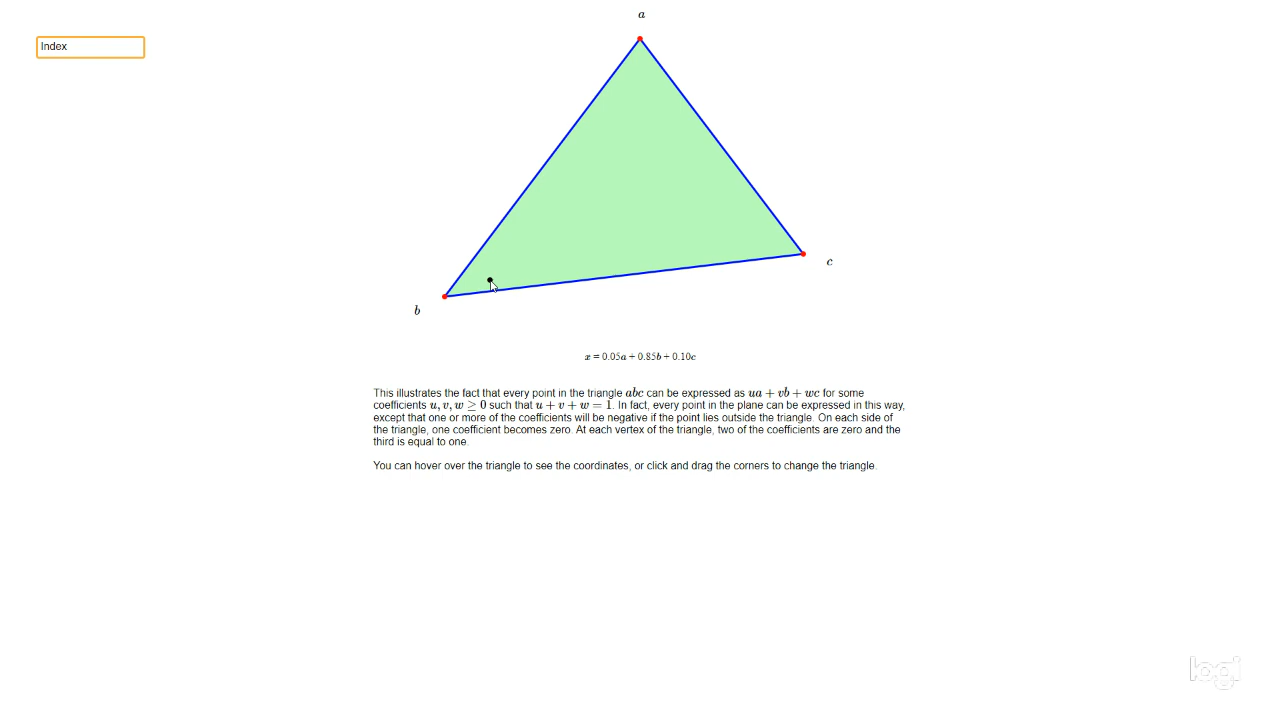 a
Index
c
b
x = 0.05a + 0.85b + 0.10c
This illustrates the fact that every point in the triangle abc can be expressed as ua + vb + wc for some
coefficients u, v, w ≥ 0 such that u + v + w = 1. In fact, every point in the plane can be expressed in this way,
except that one or more of the coefficients will be negative if the point lies outside the triangle. On each side of
the triangle, one coefficient becomes zero. At each vertex of the triangle, two of the coefficients are zero and the
third is equal to one.
You can hover over the triangle to see the coordinates, or click and drag the corners to change the triangle.
logi